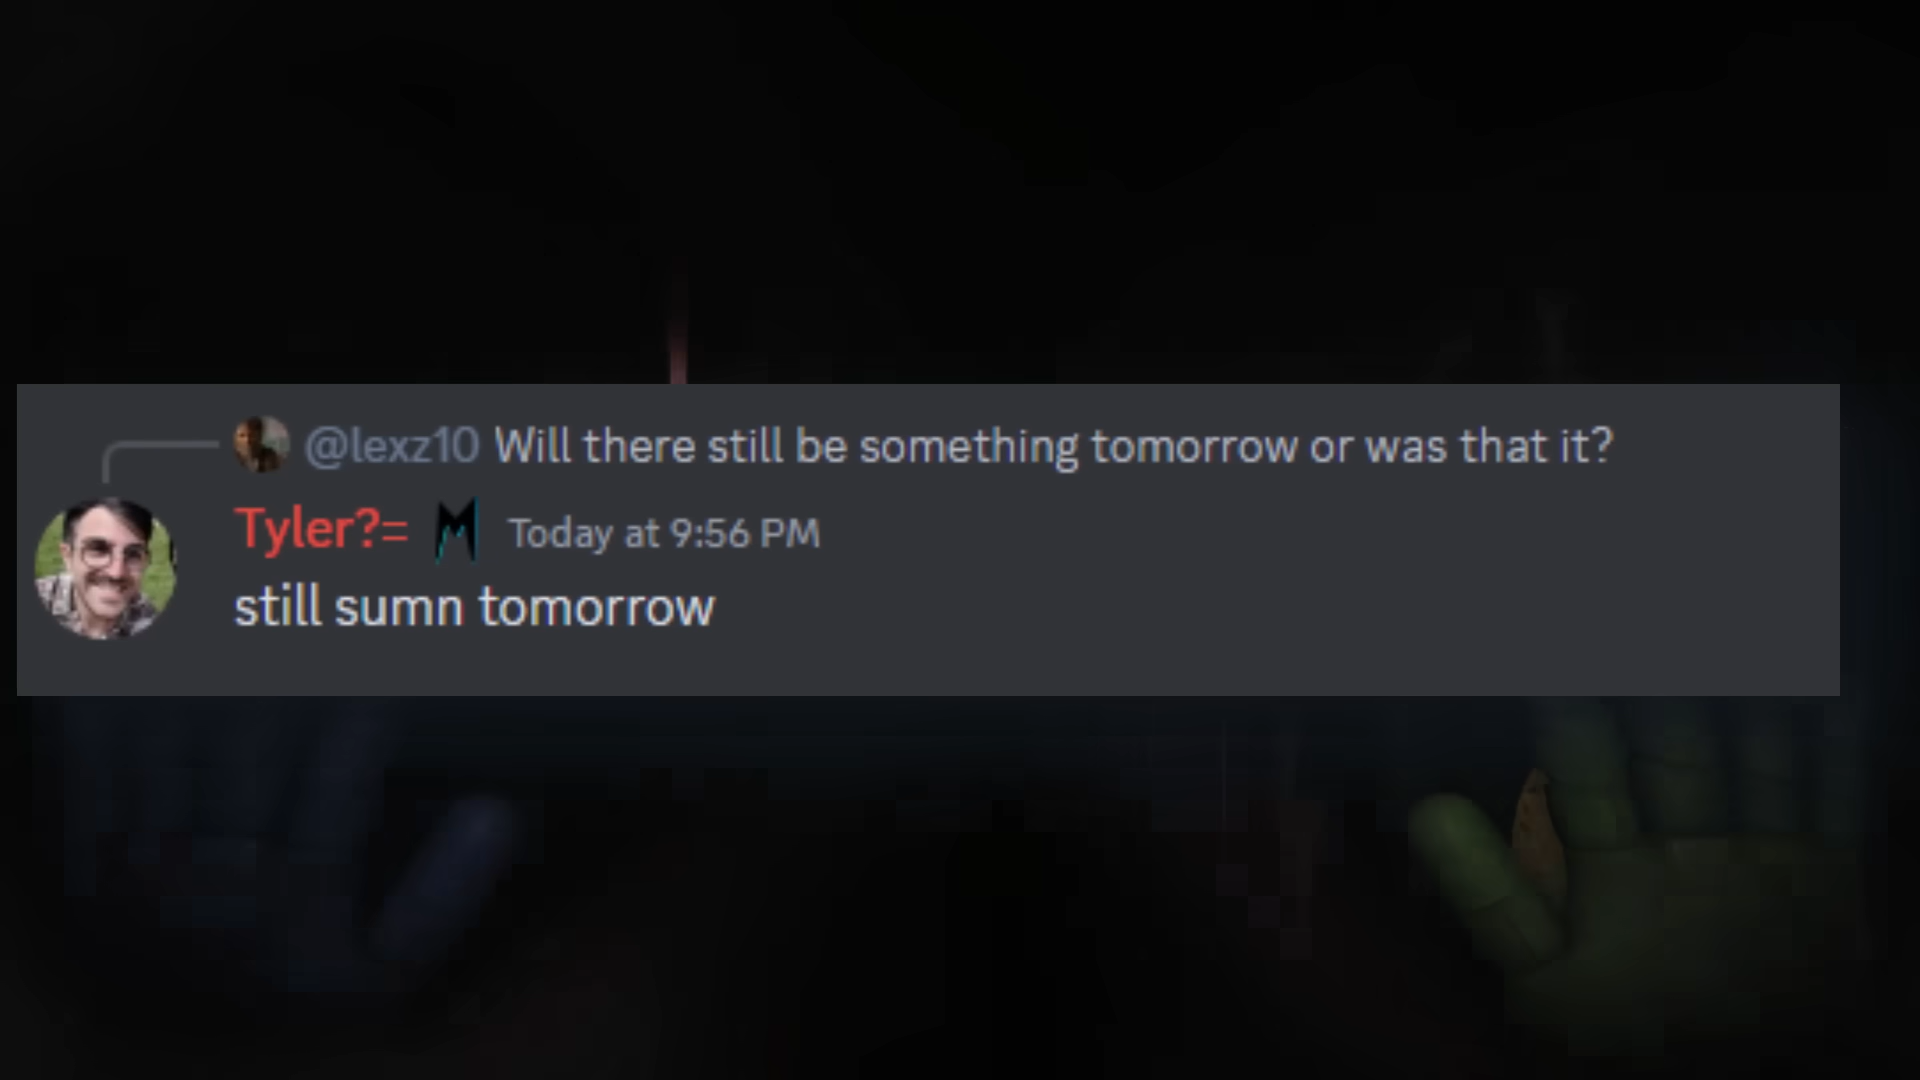 @lexz10 Will there still be something tomorrow or was that it?
Tyler?= Today at 9:56 PM
still sumn tomorrow